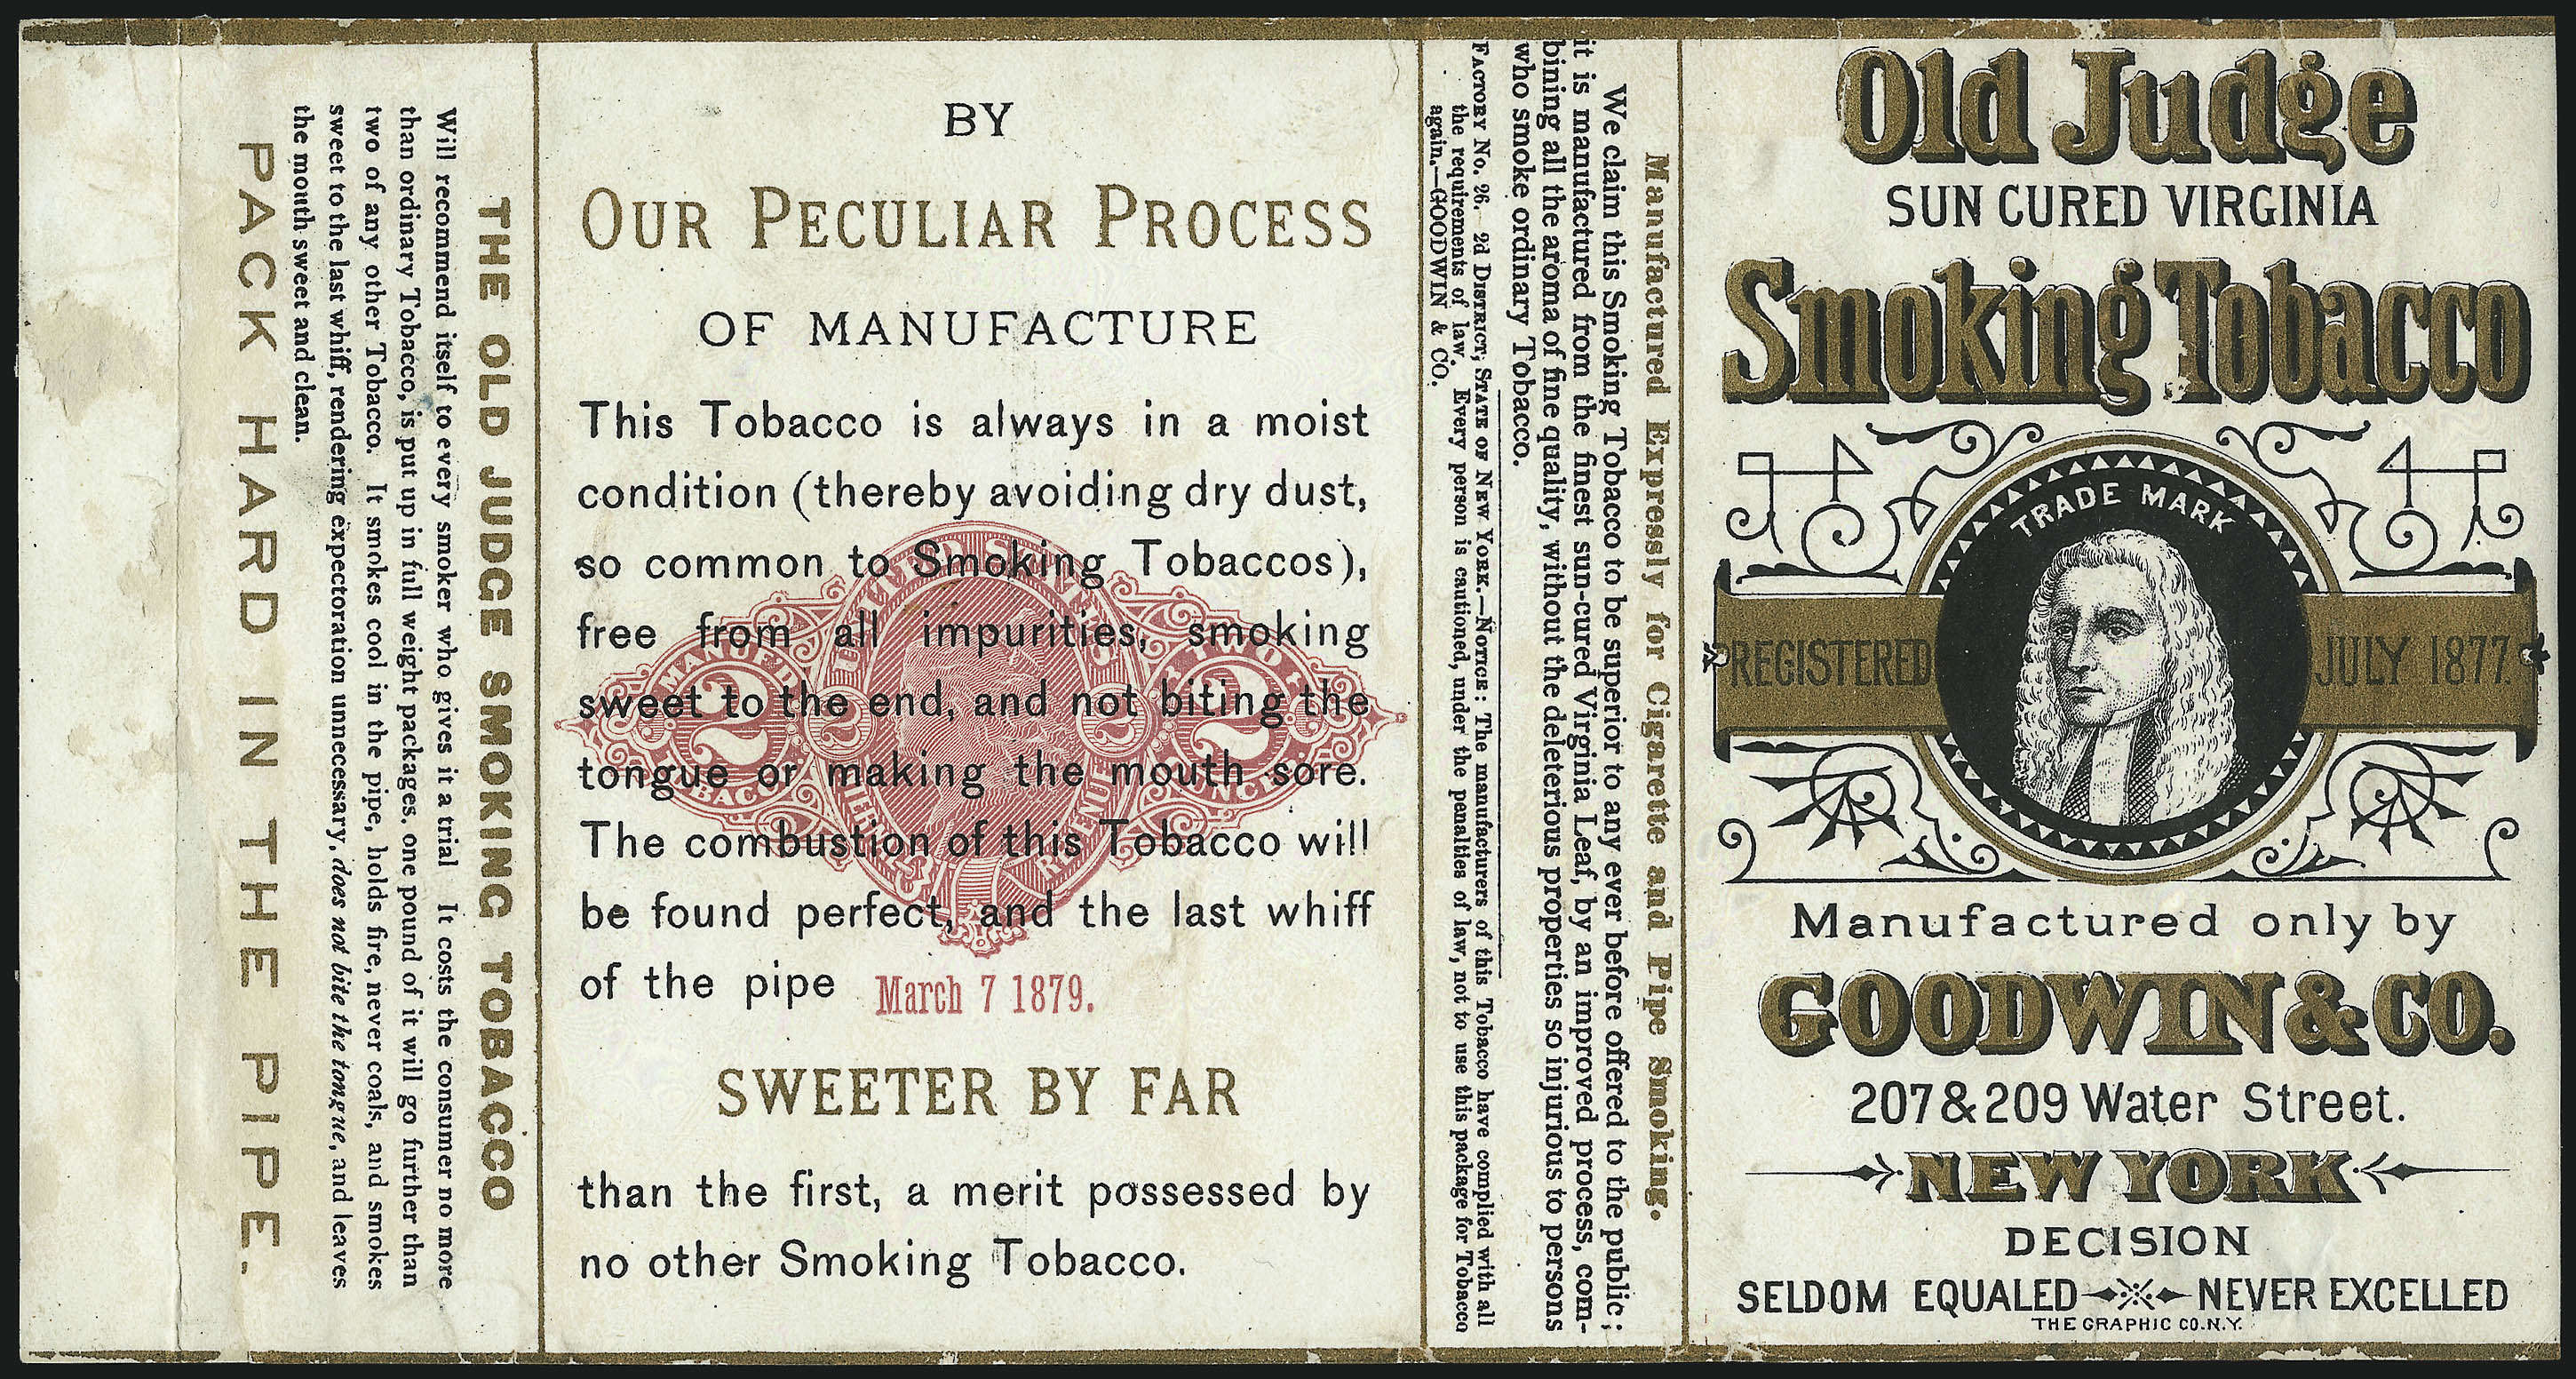 THE OLD JUDGE SMOKING TOBACCO
Will recommend itself to every smoker who gives it a trial It costs the consumer no more
than ordinary Tobacco, is put up in full weight packages, one pound of it will go further than
two of any other Tobacco. It smokes cool in the pipe, holds fire, never coals, and smokes
sweet to the last whiff, rendering expectoration unnecessary, does not bite the tongue, and leaves
the mouth sweet and clean.
PACK HARD IN THE PIPE.
BY
OUR PECULIAR PROCESS
OF MANUFACTURE
This Tobacco is always in a moist
condition (thereby avoiding dry dust,
so common to Smoking Tobaccos),
free from all impurities, smoking
sweet to the end, and not biting the
tongue or making the mouth sore.
The combustion of this Tobacco will
be found perfect, and the last whiff
of the pipe
March 7 1879.
SWEETER BY FAR
than the first, a merit possessed by
no other Smoking Tobacco.
UNITED STATES
INTER REVENUE
MANUF'D
TOBACCO
TWO
OUNCES
2
2
2
2
Manufactured Expressly for Cigarette and Pipe Smoking.
We claim this Smoking Tobacco to be superior to any ever before offered to the public;
it is manufactured from the finest sun-cured Virginia Leaf, by an improved process, com-
bining all the aroma of fine quality, without the deleterious properties so injurious to persons
who smoke ordinary Tobacco.
FACTORY No. 26. 2d DISTRICT, STATE OF NEW YORK.—NOTICE: The manufacturers of this Tobacco have complied with all
the requirements of law. Every person is cautioned, under the penalties of law, not to use this package for Tobacco
again.—GOODWIN & CO.
Old Judge
SUN CURED VIRGINIA
Smoking Tobacco
TRADE MARK
REGISTERED JULY 1877.
Manufactured only by
GOODWIN & CO.
207 & 209 Water Street.
NEW YORK
DECISION
SELDOM EQUALED NEVER EXCELLED
THE GRAPHIC CO. N.Y.